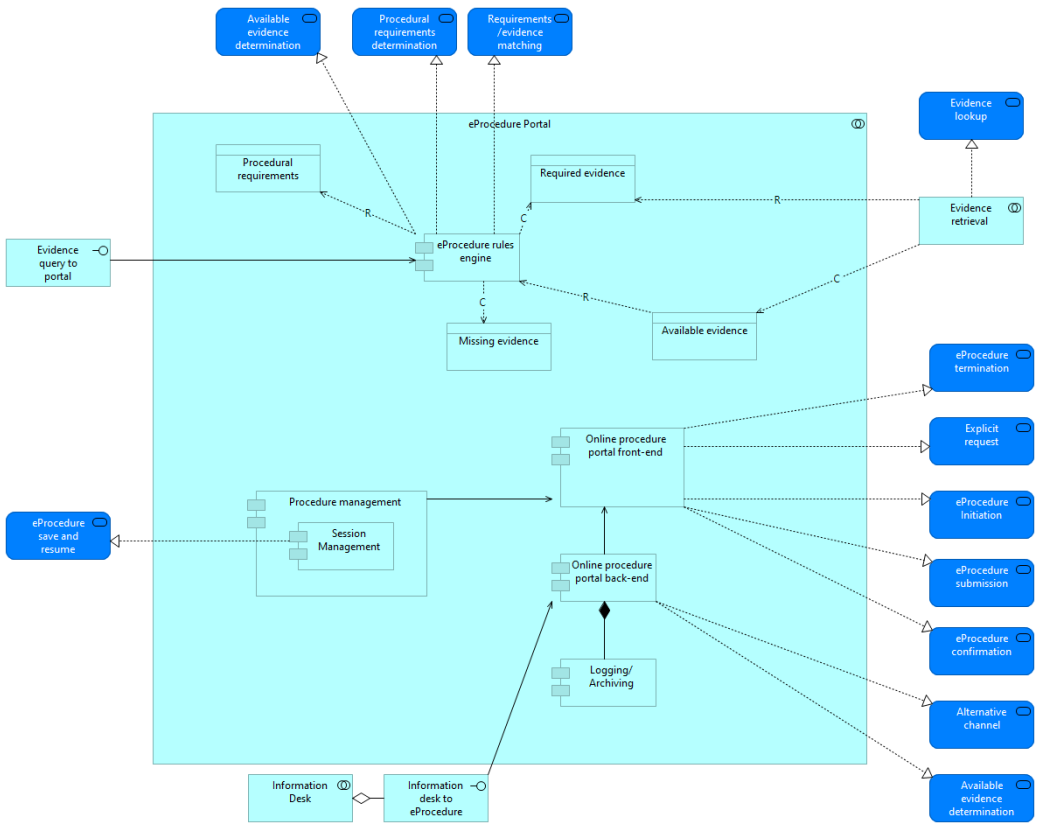 Available
evidence
determination
Procedural
requirements
determination
Requirements
/evidence
matching
Evidence
lookup
eProcedure Portal
Procedural
requirements
Required evidence
R
R
C
Evidence
retrieval
Evidence
query to
portal
eProcedure rules
engine
C
R
C
Missing evidence
Available evidence
eProcedure
termination
Explicit
request
Online procedure
portal front-end
eProcedure
Initiation
Procedure management
Session
Management
eProcedure
save and
resume
Online procedure
portal back-end
eProcedure
submission
eProcedure
confirmation
Logging/
Archiving
Alternative
channel
Information
Desk
Information
desk to
eProcedure
Available
evidence
determination